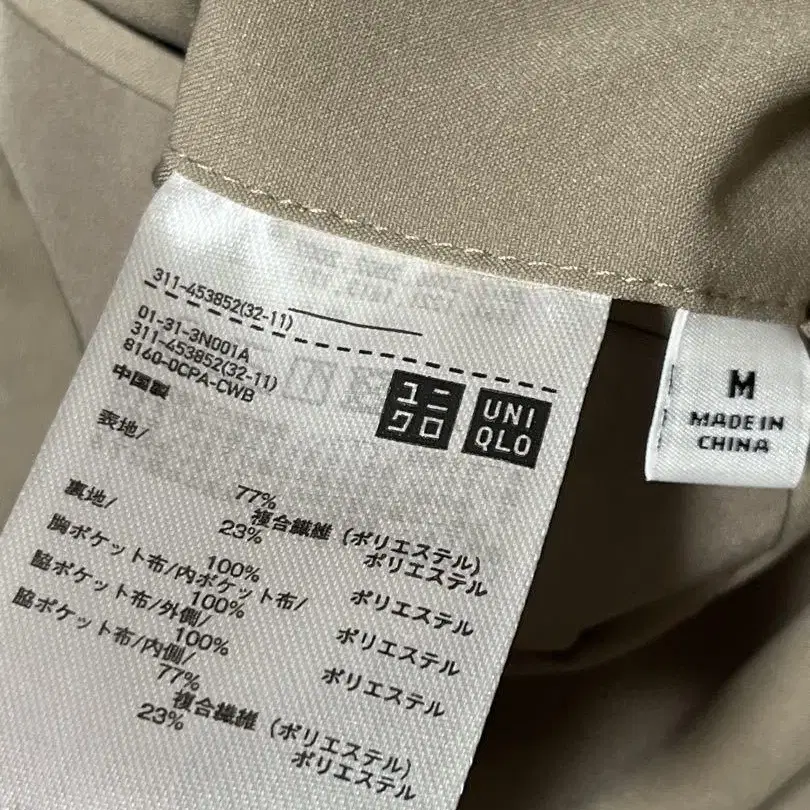 311-453852(32-11)
01-31-3N001A
311-453852(32-11)
8160-0CPA-CWB
中国製
ユニ
クロ
UNI
QLO
表地/
77%
複合繊維(ポリエステル)
23%
ポリエステル
裏地/
100%
ポリエステル
胸ポケット布/内ポケット布/
100%
ポリエステル
脇ポケット布/外側/
100%
ポリエステル
脇ポケット布/内側/
77%
複合繊維(ポリエステル)
23%
ポリエステル
M
MADE IN
CHINA